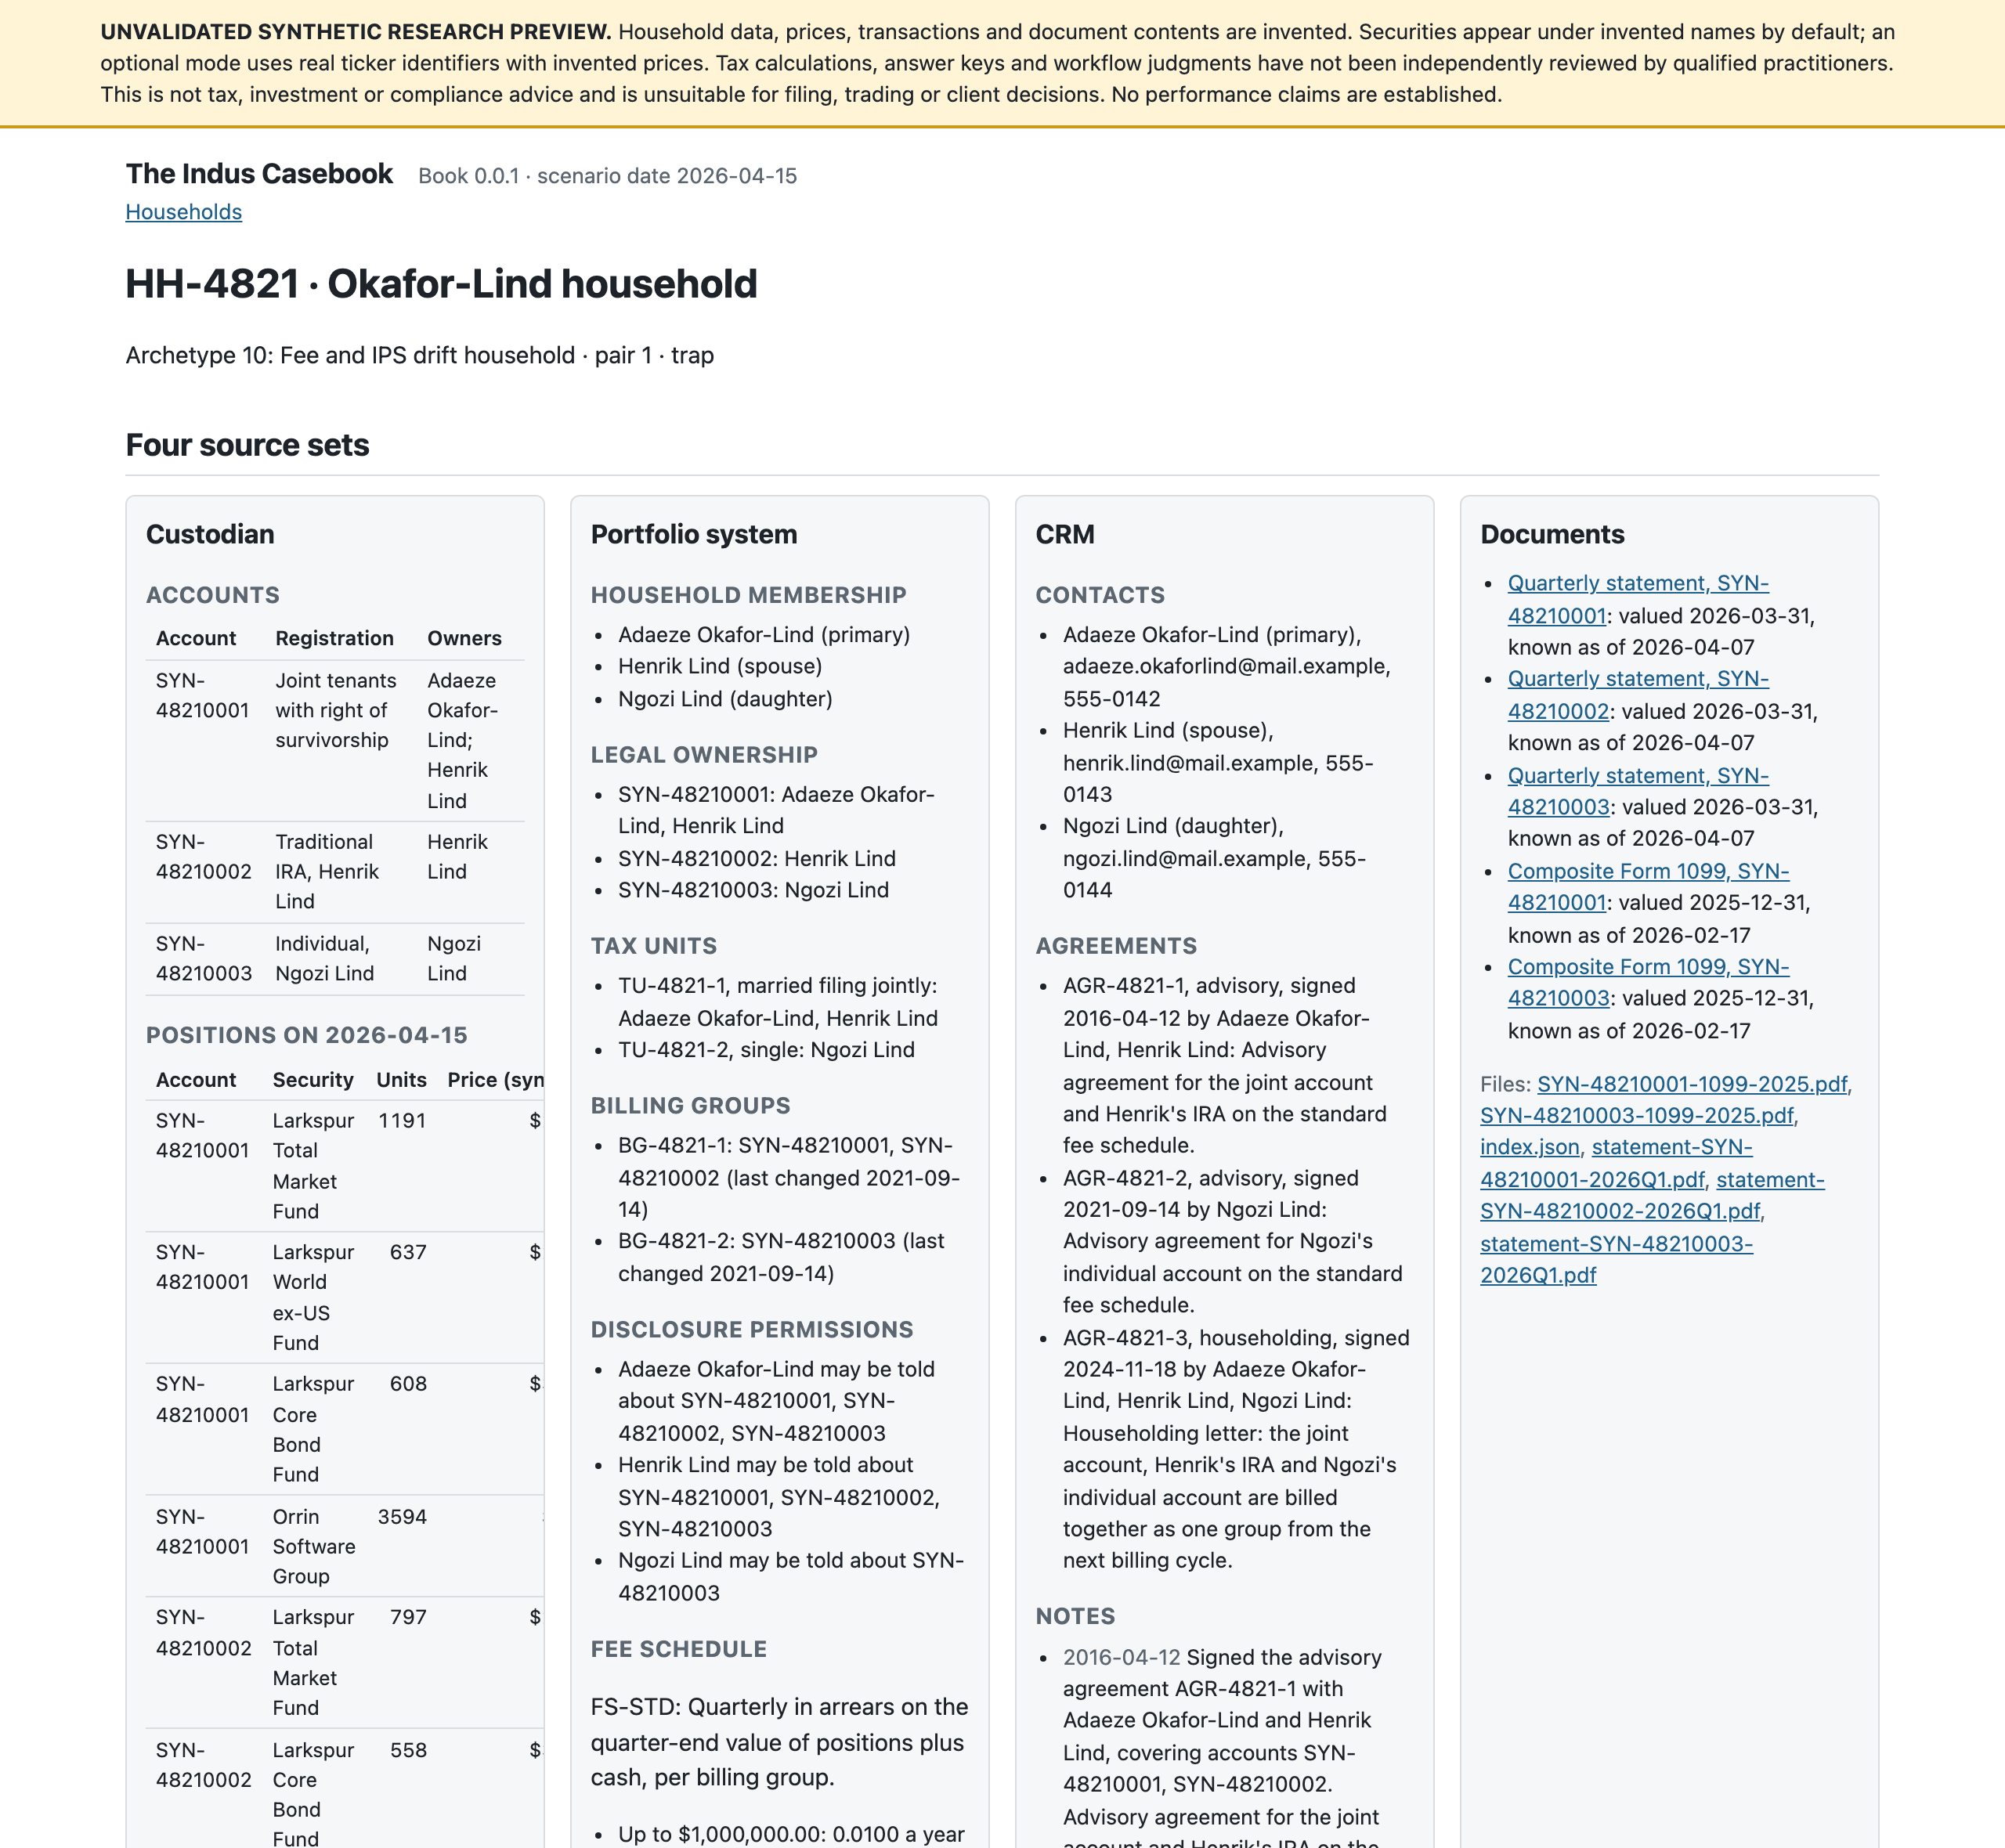 UNVALIDATED SYNTHETIC RESEARCH PREVIEW. Household data, prices, transactions and document contents are invented. Securities appear under invented names by default; an
optional mode uses real ticker identifiers with invented prices. Tax calculations, answer keys and workflow judgments have not been independently reviewed by qualified practitioners.
This is not tax, investment or compliance advice and is unsuitable for filing, trading or client decisions. No performance claims are established.
The Indus Casebook Book 0.0.1 · scenario date 2026-04-15
Households
HH-4821 · Okafor-Lind household
Archetype 10: Fee and IPS drift household · pair 1 · trap
Four source sets
Custodian
ACCOUNTS
Account Registration Owners
SYN- Joint tenants Adaeze
48210001 with right of Okafor-
survivorship Lind;
Henrik
Lind
SYN- Traditional Henrik
48210002 IRA, Henrik Lind
Lind
SYN- Individual, Ngozi
48210003 Ngozi Lind Lind
POSITIONS ON 2026-04-15
Account Security Units Price (syn
SYN- Larkspur 1191 $
48210001 Total
Market
Fund
SYN- Larkspur 637 $
48210001 World
ex-US
Fund
SYN- Larkspur 608 $
48210001 Core
Bond
Fund
SYN- Orrin 3594
48210001 Software
Group
SYN- Larkspur 797 $
48210002 Total
Market
Fund
SYN- Larkspur 558 $
48210002 Core
Bond
Fund
Portfolio system
HOUSEHOLD MEMBERSHIP
• Adaeze Okafor-Lind (primary)
• Henrik Lind (spouse)
• Ngozi Lind (daughter)
LEGAL OWNERSHIP
• SYN-48210001: Adaeze Okafor-
Lind, Henrik Lind
• SYN-48210002: Henrik Lind
• SYN-48210003: Ngozi Lind
TAX UNITS
• TU-4821-1, married filing jointly:
Adaeze Okafor-Lind, Henrik Lind
• TU-4821-2, single: Ngozi Lind
BILLING GROUPS
• BG-4821-1: SYN-48210001, SYN-
48210002 (last changed 2021-09-
14)
• BG-4821-2: SYN-48210003 (last
changed 2021-09-14)
DISCLOSURE PERMISSIONS
• Adaeze Okafor-Lind may be told
about SYN-48210001, SYN-
48210002, SYN-48210003
• Henrik Lind may be told about
SYN-48210001, SYN-48210002,
SYN-48210003
• Ngozi Lind may be told about SYN-
48210003
FEE SCHEDULE
FS-STD: Quarterly in arrears on the
quarter-end value of positions plus
cash, per billing group.
• Up to $1,000,000.00: 0.0100 a year
CRM
CONTACTS
• Adaeze Okafor-Lind (primary),
adaeze.okaforlind@mail.example,
555-0142
• Henrik Lind (spouse),
henrik.lind@mail.example, 555-
0143
• Ngozi Lind (daughter),
ngozi.lind@mail.example, 555-
0144
AGREEMENTS
• AGR-4821-1, advisory, signed
2016-04-12 by Adaeze Okafor-
Lind, Henrik Lind: Advisory
agreement for the joint account
and Henrik's IRA on the standard
fee schedule.
• AGR-4821-2, advisory, signed
2021-09-14 by Ngozi Lind:
Advisory agreement for Ngozi's
individual account on the standard
fee schedule.
• AGR-4821-3, householding, signed
2024-11-18 by Adaeze Okafor-
Lind, Henrik Lind, Ngozi Lind:
Householding letter: the joint
account, Henrik's IRA and Ngozi's
individual account are billed
together as one group from the
next billing cycle.
NOTES
• 2016-04-12 Signed the advisory
agreement AGR-4821-1 with
Adaeze Okafor-Lind and Henrik
Lind, covering accounts SYN-
48210001, SYN-48210002.
Advisory agreement for the joint
account and Henrik's IRA on the
Documents
• Quarterly statement, SYN-
48210001: valued 2026-03-31,
known as of 2026-04-07
• Quarterly statement, SYN-
48210002: valued 2026-03-31,
known as of 2026-04-07
• Quarterly statement, SYN-
48210003: valued 2026-03-31,
known as of 2026-04-07
• Composite Form 1099, SYN-
48210001: valued 2025-12-31,
known as of 2026-02-17
• Composite Form 1099, SYN-
48210003: valued 2025-12-31,
known as of 2026-02-17
Files: SYN-48210001-1099-2025.pdf,
SYN-48210003-1099-2025.pdf,
index.json, statement-SYN-
48210001-2026Q1.pdf, statement-
SYN-48210002-2026Q1.pdf,
statement-SYN-48210003-
2026Q1.pdf